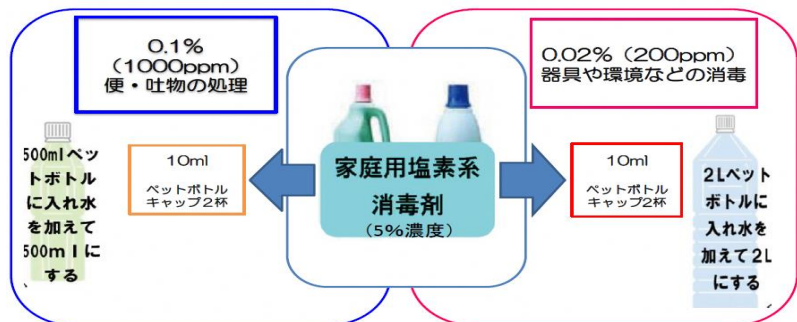 0.1%
(1000ppm)
便・吐物の処理
0.02%（200ppm）
器具や環境などの消毒
500mlペッ
トボトル
に入れ水
を加えて
500mlに
する
10ml
ペットボトル
キャップ2杯
家庭用塩素系
消毒剤
(5%濃度)
10ml
ペットボトル
キャップ2杯
2Lペット
ボトルに
入れ水を
加えて2L
にする